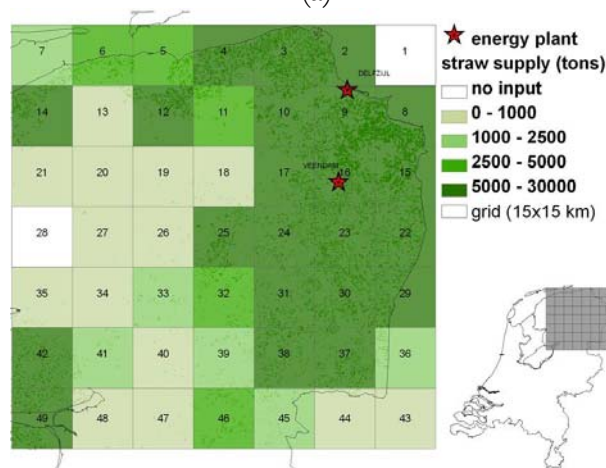 7 6 5 4 3 2 1
DELFZIJL
14 13 12 11 10 9 8
VEENDAM
21 20 19 18 17 16 15
28 27 26 25 24 23 22
35 34 33 32 31 30 29
42 41 40 39 38 37 36
49 48 47 46 45 44 43
energy plant
straw supply (tons)
no input
0 - 1000
1000 - 2500
2500 - 5000
5000 - 30000
grid (15x15 km)